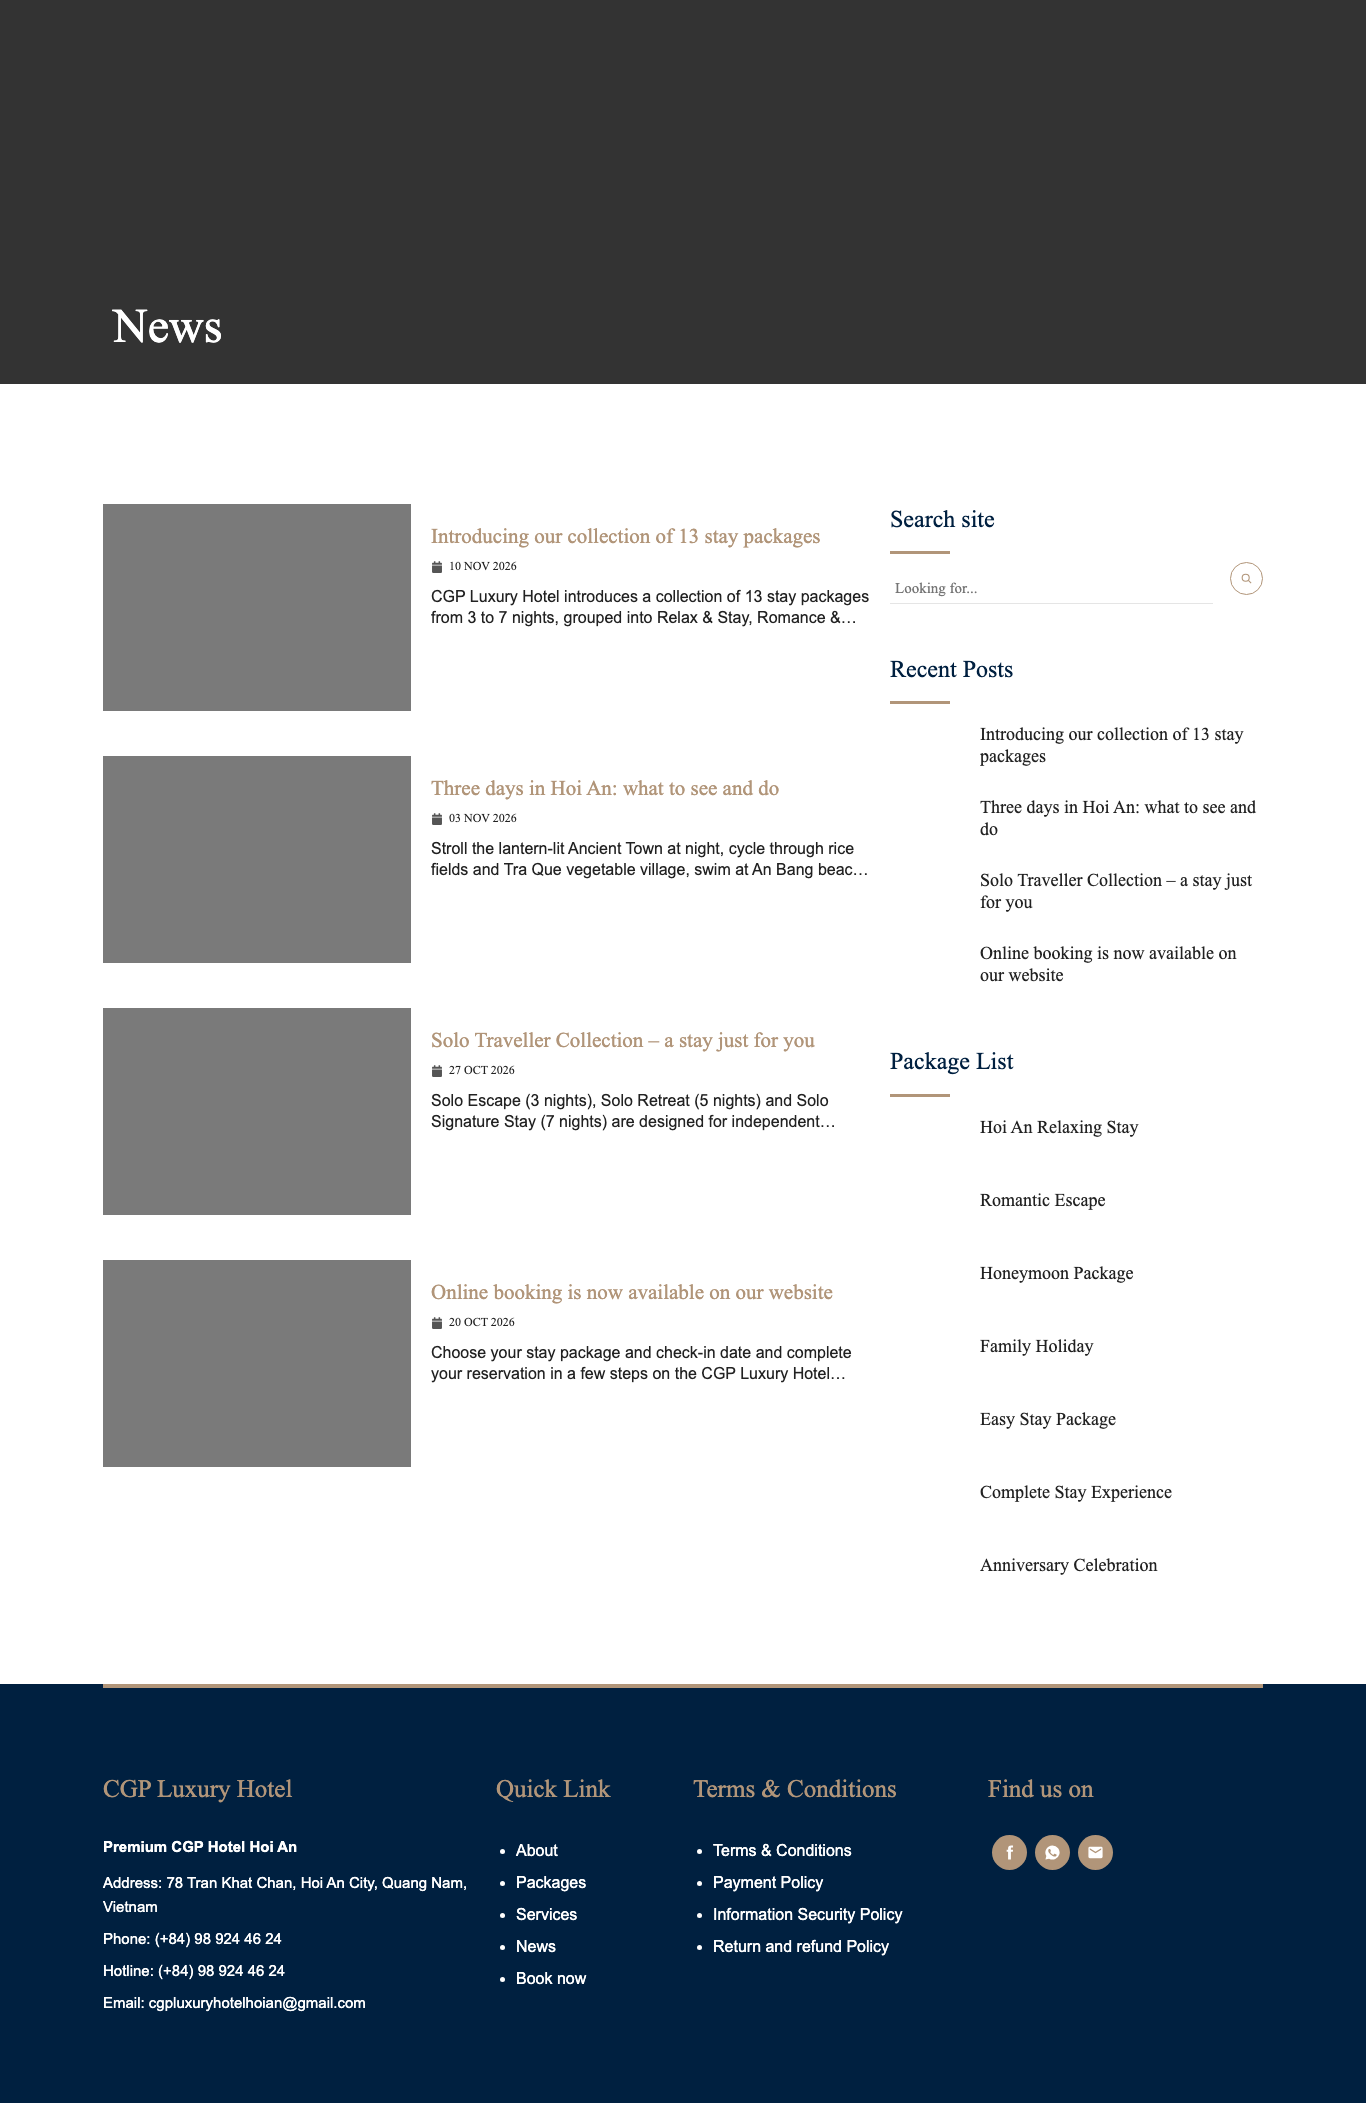 News
Introducing our collection of 13 stay packages
10 NOV 2026
CGP Luxury Hotel introduces a collection of 13 stay packages
from 3 to 7 nights, grouped into Relax & Stay, Romance &…
Three days in Hoi An: what to see and do
03 NOV 2026
Stroll the lantern-lit Ancient Town at night, cycle through rice
fields and Tra Que vegetable village, swim at An Bang beac…
Solo Traveller Collection – a stay just for you
27 OCT 2026
Solo Escape (3 nights), Solo Retreat (5 nights) and Solo
Signature Stay (7 nights) are designed for independent…
Online booking is now available on our website
20 OCT 2026
Choose your stay package and check-in date and complete
your reservation in a few steps on the CGP Luxury Hotel…
Search site
Looking for...
Recent Posts
Introducing our collection of 13 stay
packages
Three days in Hoi An: what to see and
do
Solo Traveller Collection – a stay just
for you
Online booking is now available on
our website
Package List
Hoi An Relaxing Stay
Romantic Escape
Honeymoon Package
Family Holiday
Easy Stay Package
Complete Stay Experience
Anniversary Celebration
CGP Luxury Hotel
Premium CGP Hotel Hoi An
Address: 78 Tran Khat Chan, Hoi An City, Quang Nam,
Vietnam
Phone: (+84) 98 924 46 24
Hotline: (+84) 98 924 46 24
Email: cgpluxuryhotelhoian@gmail.com
Quick Link
About
Packages
Services
News
Book now
Terms & Conditions
Terms & Conditions
Payment Policy
Information Security Policy
Return and refund Policy
Find us on